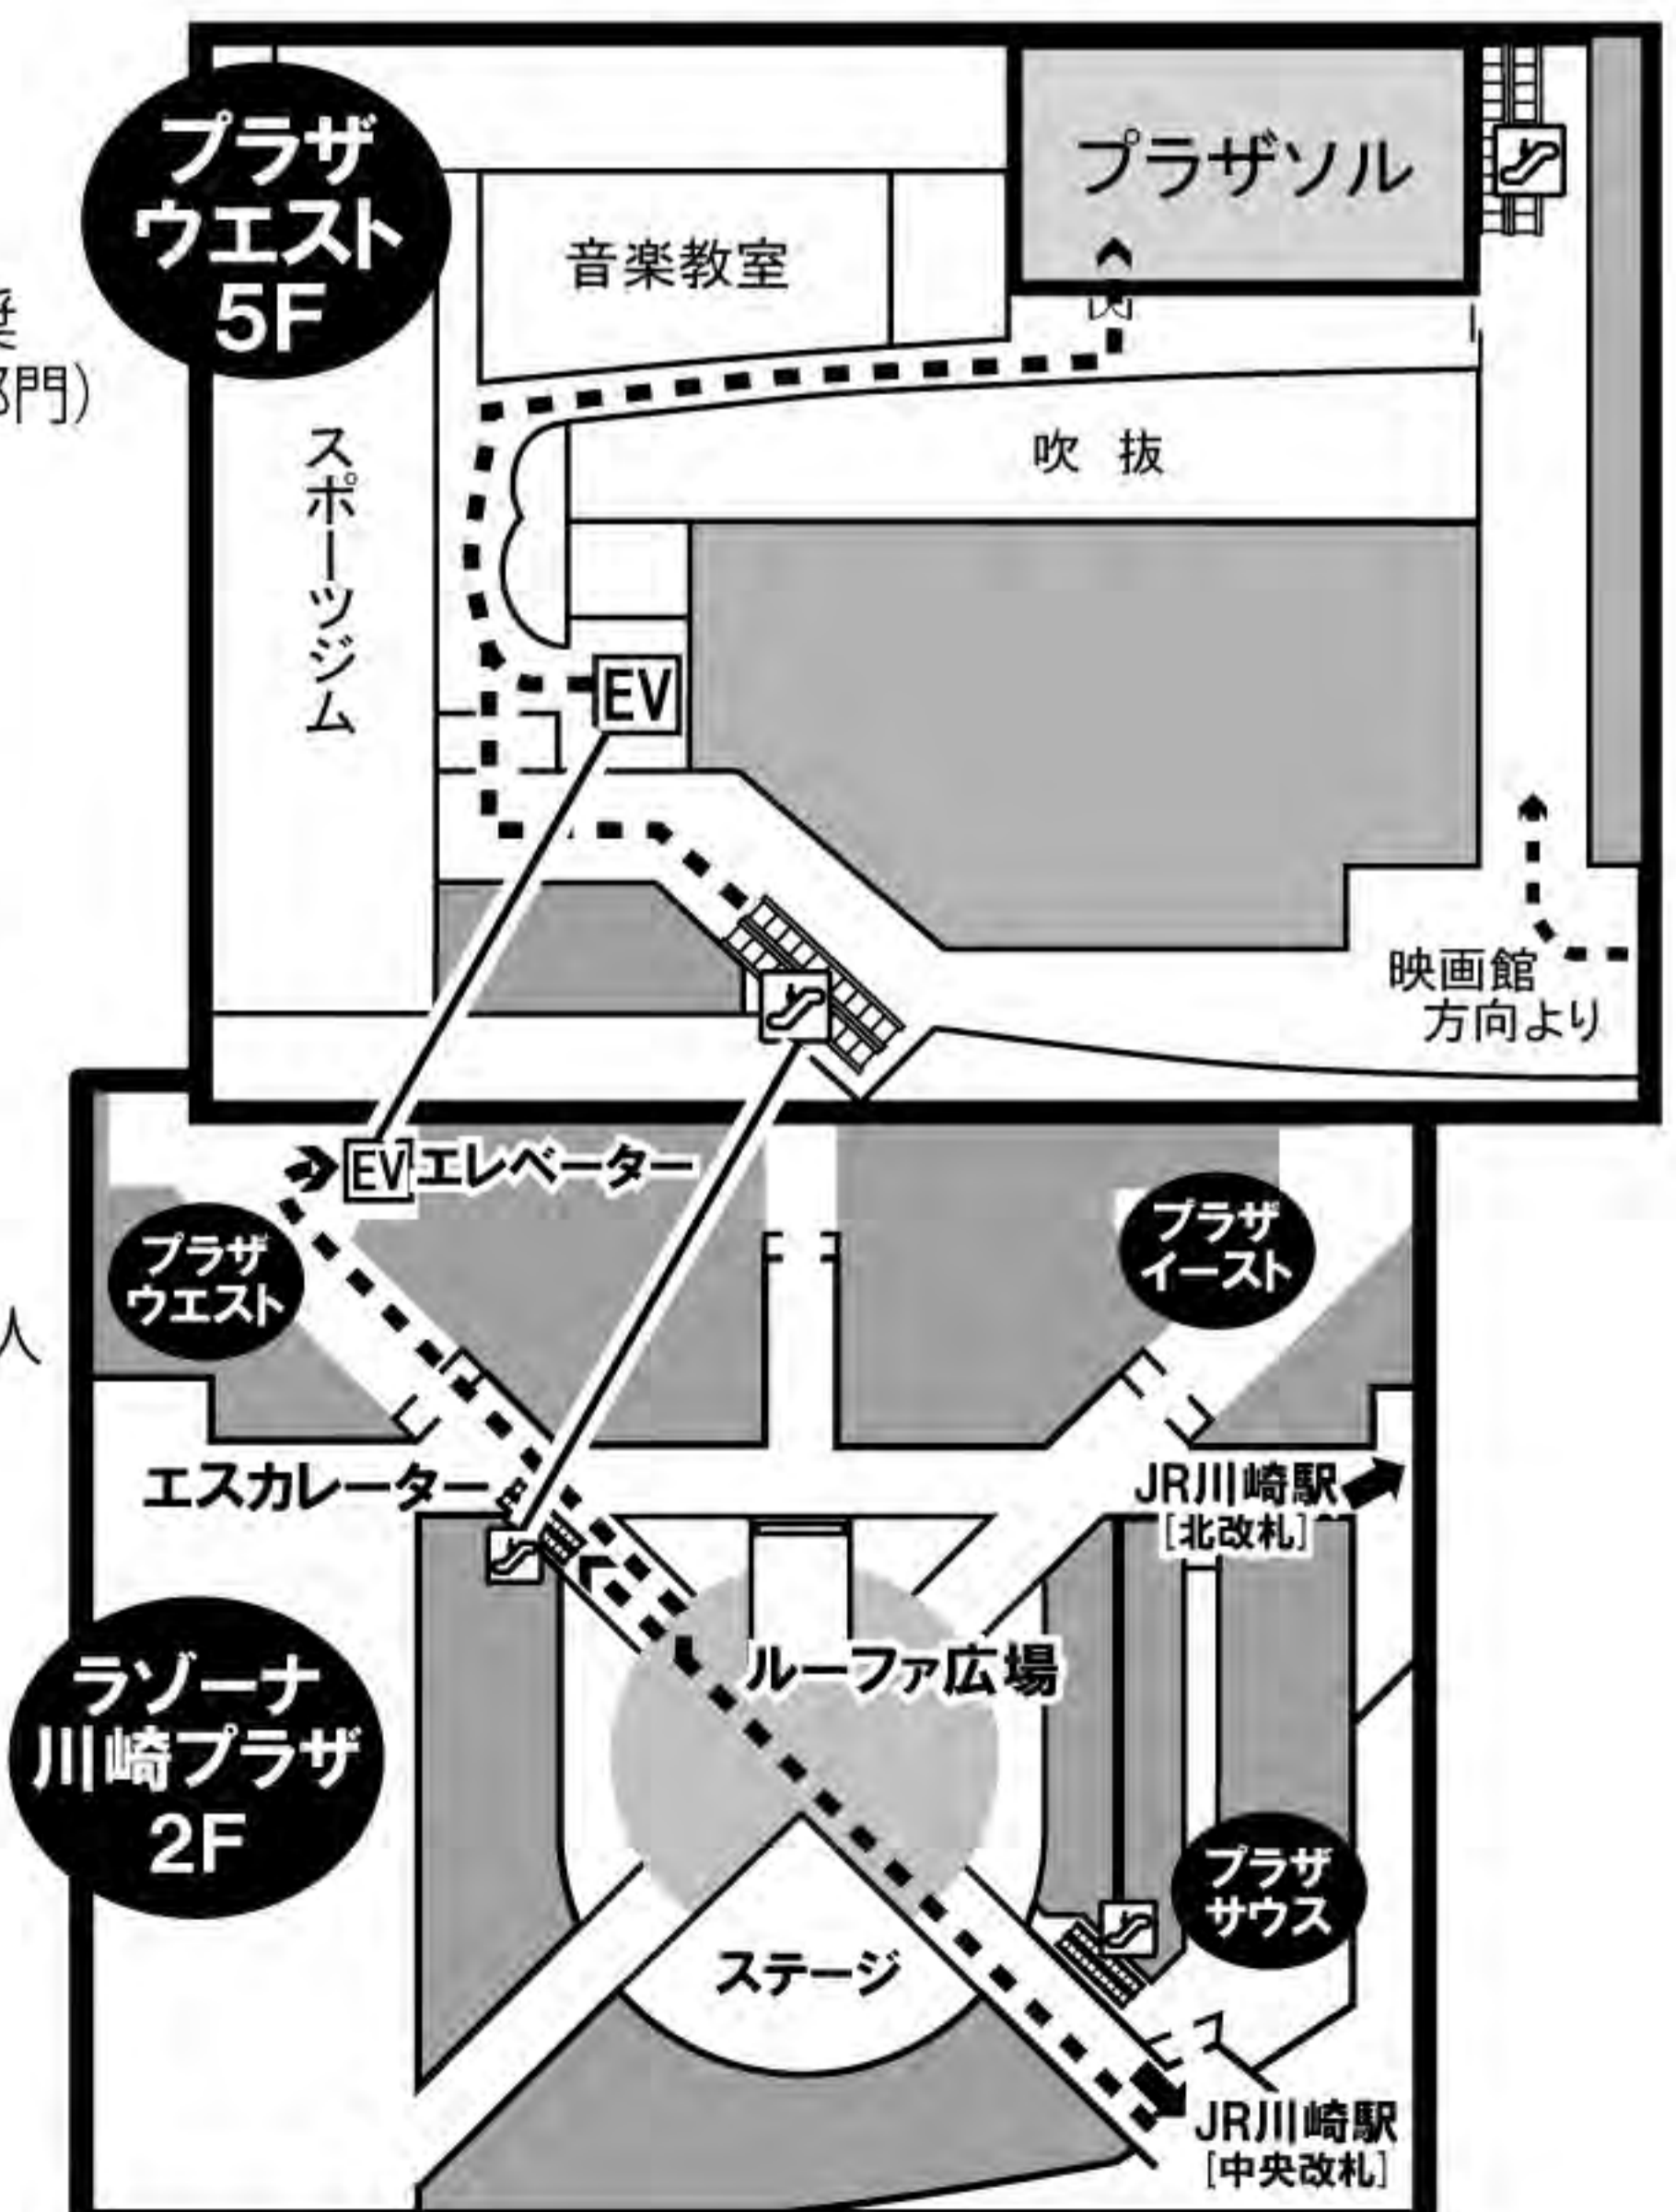 プラザ
ウエスト
5F
プラザソル
音楽教室
部門）
スポーツジム
吹 抜
EV
映画館
方向より
EV エレベーター
プラザ
ウエスト
プラザ
イースト
人
エスカレーター
JR川崎駅
[北改札]
ラゾーナ
川崎プラザ
2F
ルーファ広場
プラザ
サウス
ステージ
JR川崎駅
[中央改札]